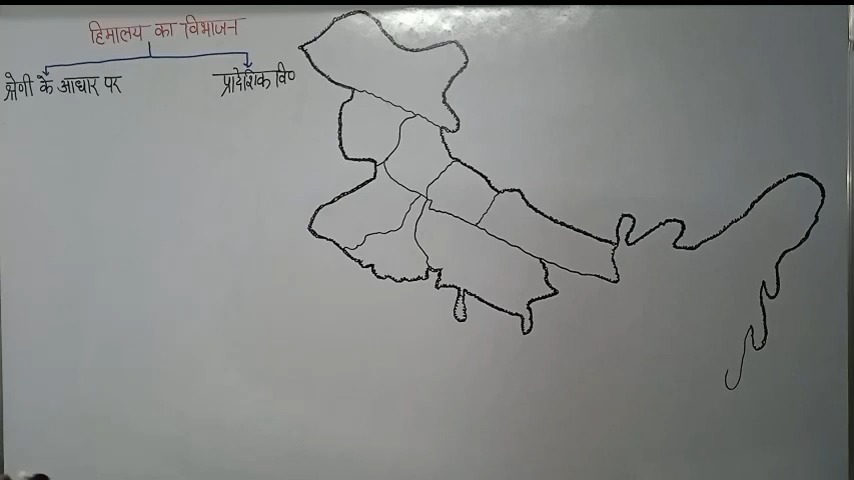 हिमालय का विभाजन
श्रेणी के आधार पर
प्रादेशिक वि०